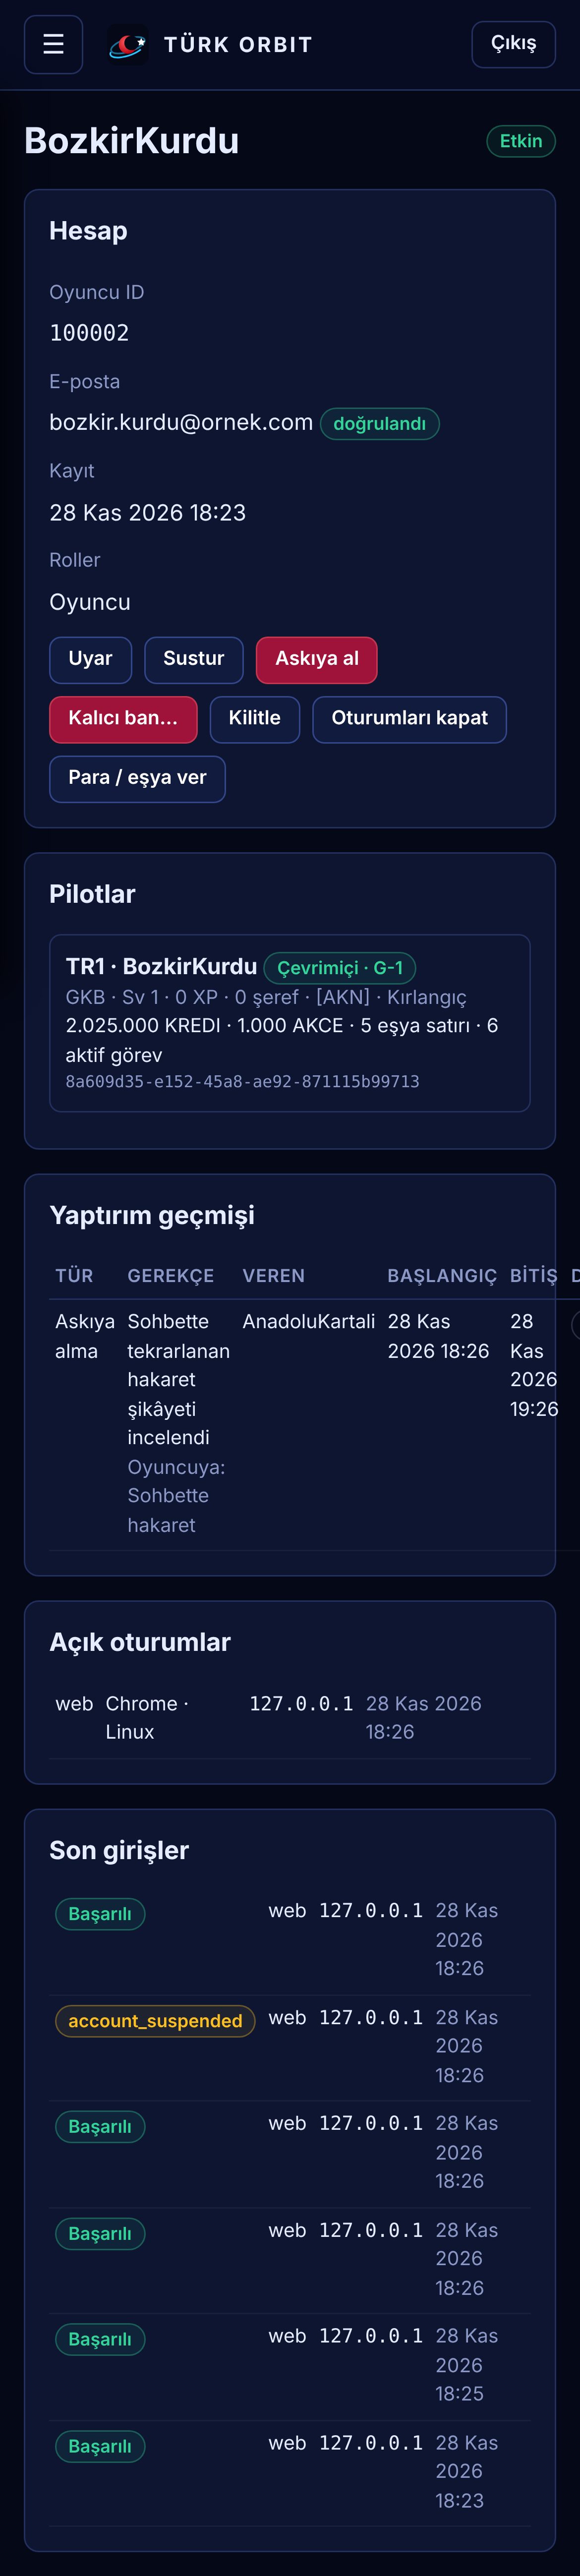 ☰ TÜRK ORBIT Çıkış
BozkirKurdu Etkin
Hesap
Oyuncu ID
100002
E-posta
bozkir.kurdu@ornek.com doğrulandı
Kayıt
28 Kas 2026 18:23
Roller
Oyuncu
Uyar Sustur Askıya al
Kalıcı ban... Kilitle Oturumları kapat
Para / eşya ver
Pilotlar
TR1 · BozkirKurdu Çevrimiçi · G-1
GKB · Sv 1 · 0 XP · 0 şeref · [AKN] · Kırlangıç
2.025.000 KREDI · 1.000 AKCE · 5 eşya satırı · 6
aktif görev
8a609d35-e152-45a8-ae92-871115b99713
Yaptırım geçmişi
TÜR GEREKÇE VEREN BAŞLANGIÇ BİTİŞ D
Askıya Sohbette AnadoluKartali 28 Kas 28
alma tekrarlanan 2026 18:26 Kas
hakaret 2026
şikâyeti 19:26
incelendi
Oyuncuya:
Sohbette
hakaret
Açık oturumlar
web Chrome · 127.0.0.1 28 Kas 2026
Linux 18:26
Son girişler
Başarılı web 127.0.0.1 28 Kas
2026
18:26
account_suspended web 127.0.0.1 28 Kas
2026
18:26
Başarılı web 127.0.0.1 28 Kas
2026
18:26
Başarılı web 127.0.0.1 28 Kas
2026
18:26
Başarılı web 127.0.0.1 28 Kas
2026
18:25
Başarılı web 127.0.0.1 28 Kas
2026
18:23